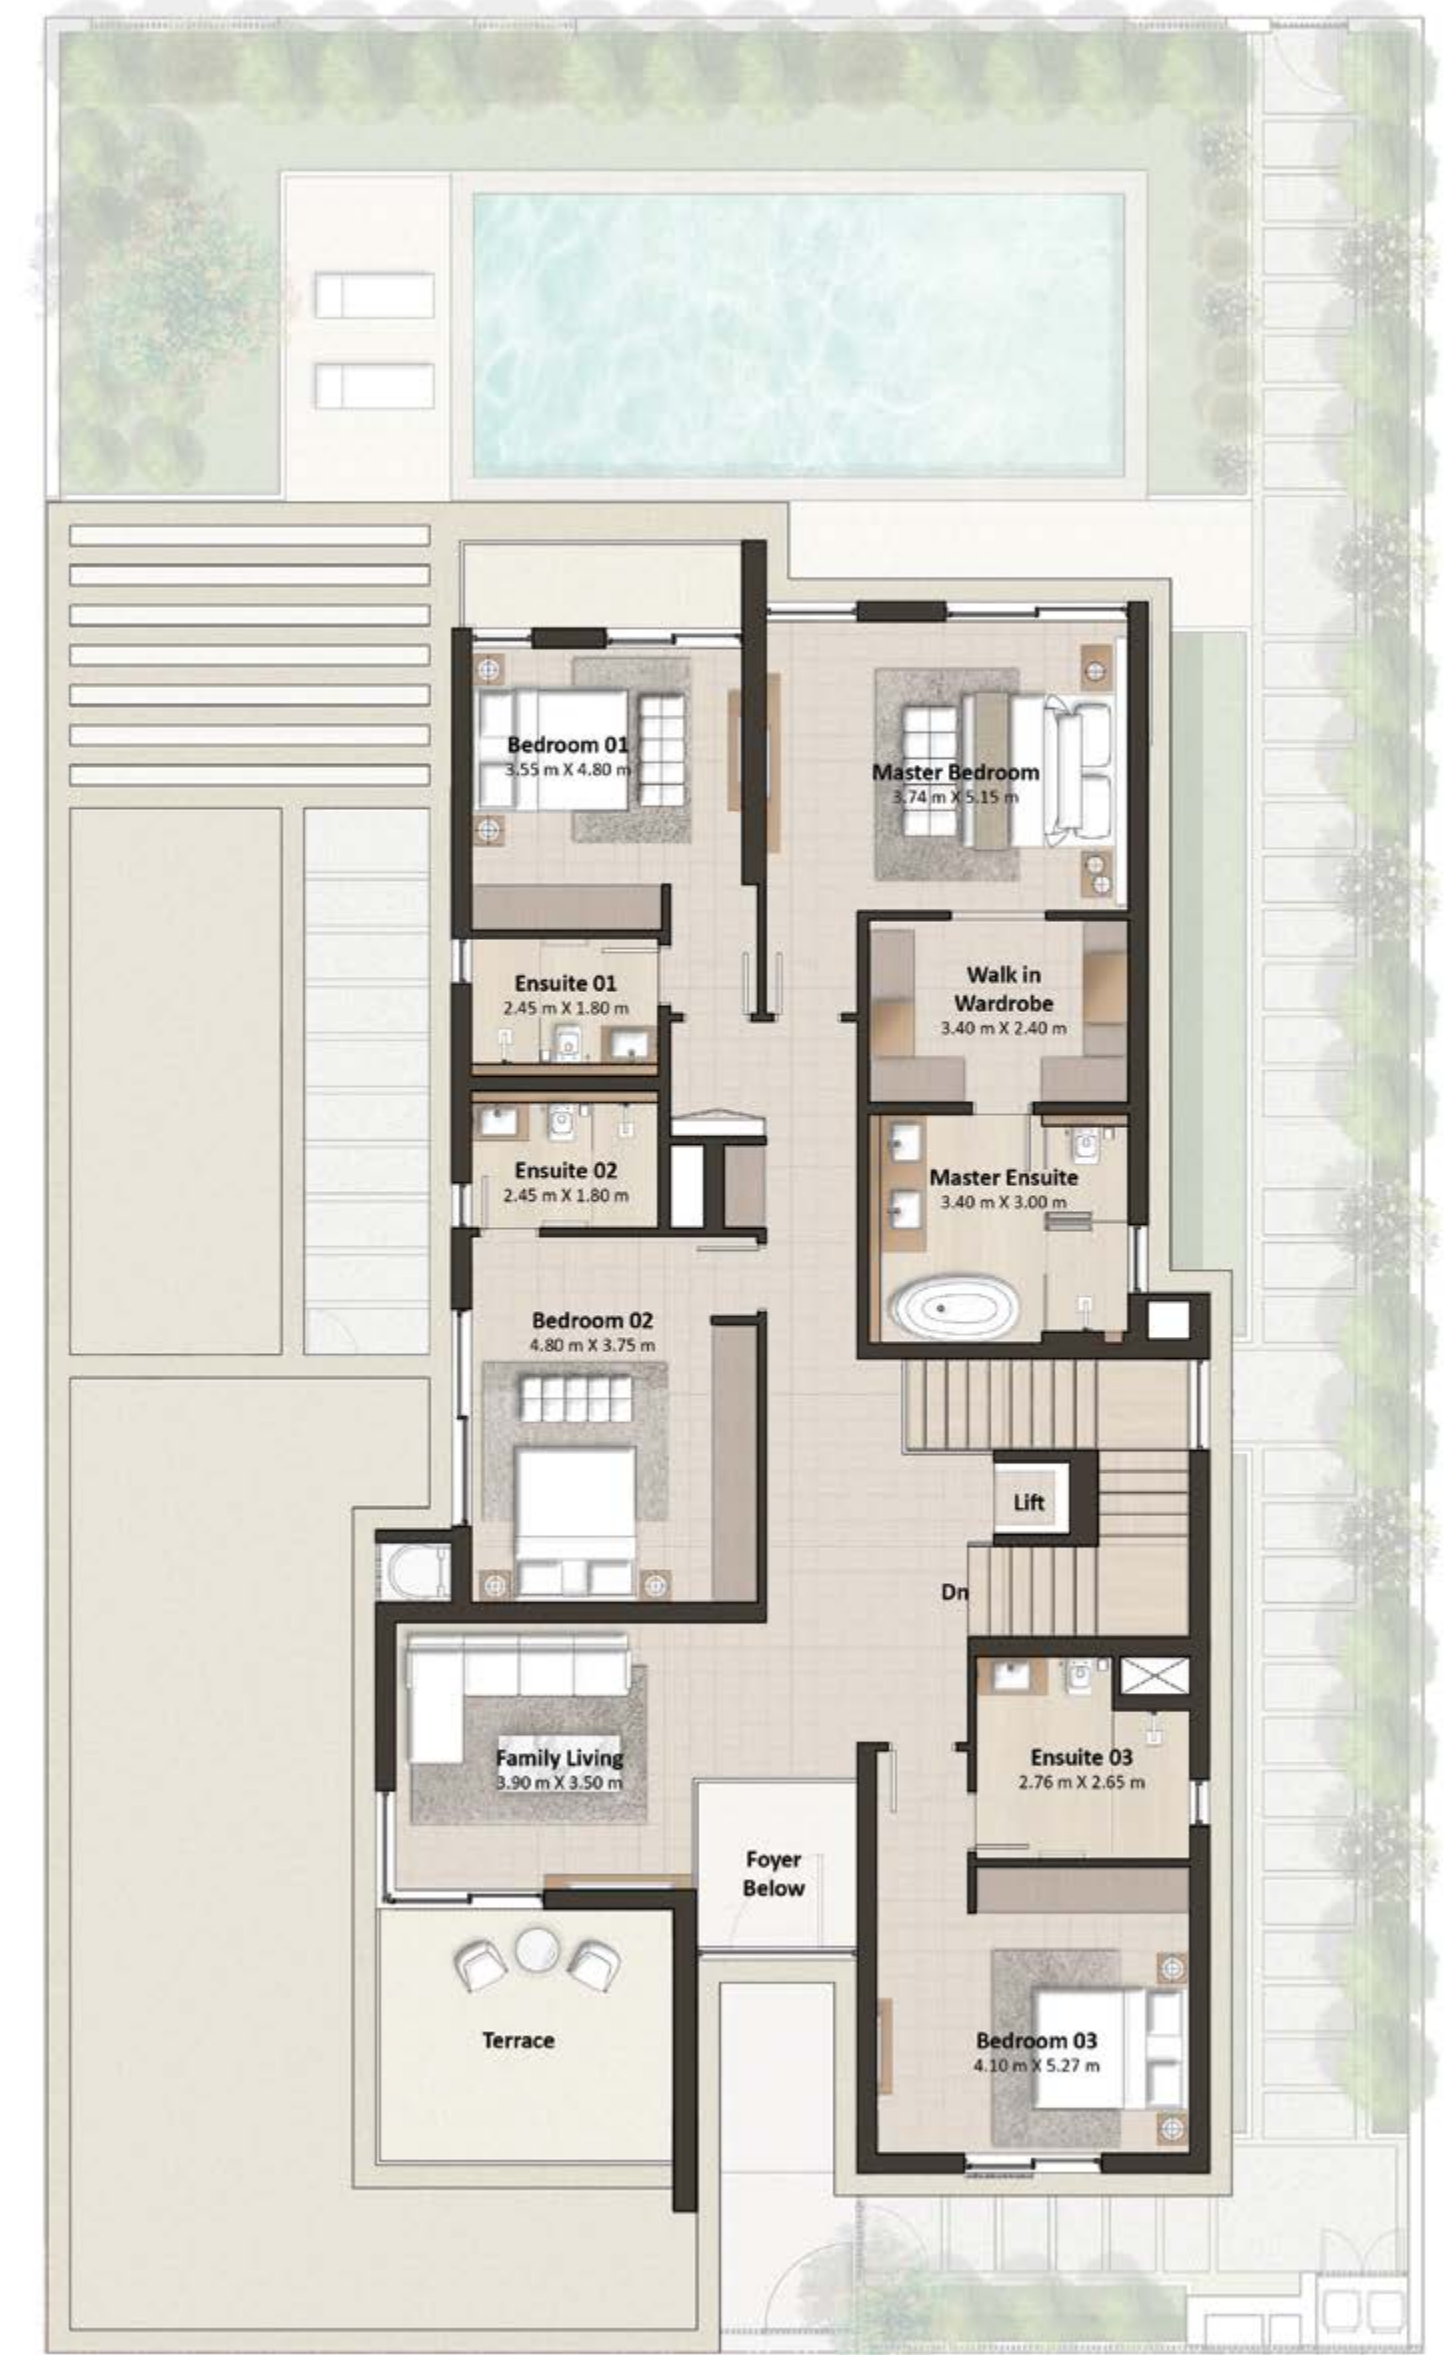 Bedroom 01
3.55 m X 4.80 m
Master Bedroom
3.74 m X 5.15 m
Ensuite 01
2.45 m X 1.80 m
Walk in
Wardrobe
3.40 m X 2.40 m
Ensuite 02
2.45 m X 1.80 m
Master Ensuite
3.40 m X 3.00 m
Bedroom 02
4.80 m X 3.75 m
Lift
Dn
Family Living
3.90 m X 3.50 m
Ensuite 03
2.76 m X 2.65 m
Foyer
Below
Terrace
Bedroom 03
4.10 m X 5.27 m